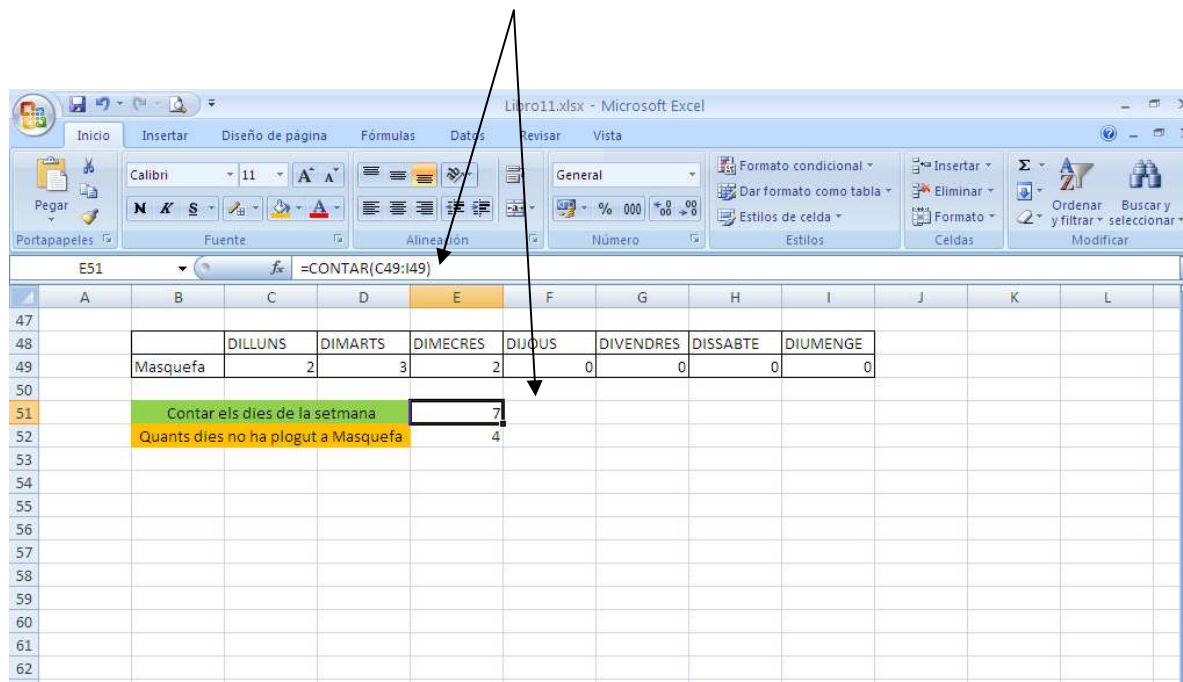 Libro11.xlsx - Microsoft Excel
Inicio Insertar Diseño de página Fórmulas Datos Revisar Vista
Pegar
Portapapeles
Calibri 11 A A
N K S A
Fuente
Alineación
General
% 000
Número
Formato condicional
Dar formato como tabla
Estilos de celda
Estilos
Insertar
Eliminar
Formato
Celdas
Σ
Ordenar y filtrar
Buscar y seleccionar
Modificar
E51 fx =CONTAR(C49:I49)
A B C D E F G H I J K L
47
48 DILLUNS DIMARTS DIMECRES DIJOUS DIVENDRES DISSABTE DIUMENGE
49 Masquefa 2 3 2 0 0 0 0
50
51 Contar els dies de la setmana 7
52 Quants dies no ha plogut a Masquefa 4
53
54
55
56
57
58
59
60
61
62